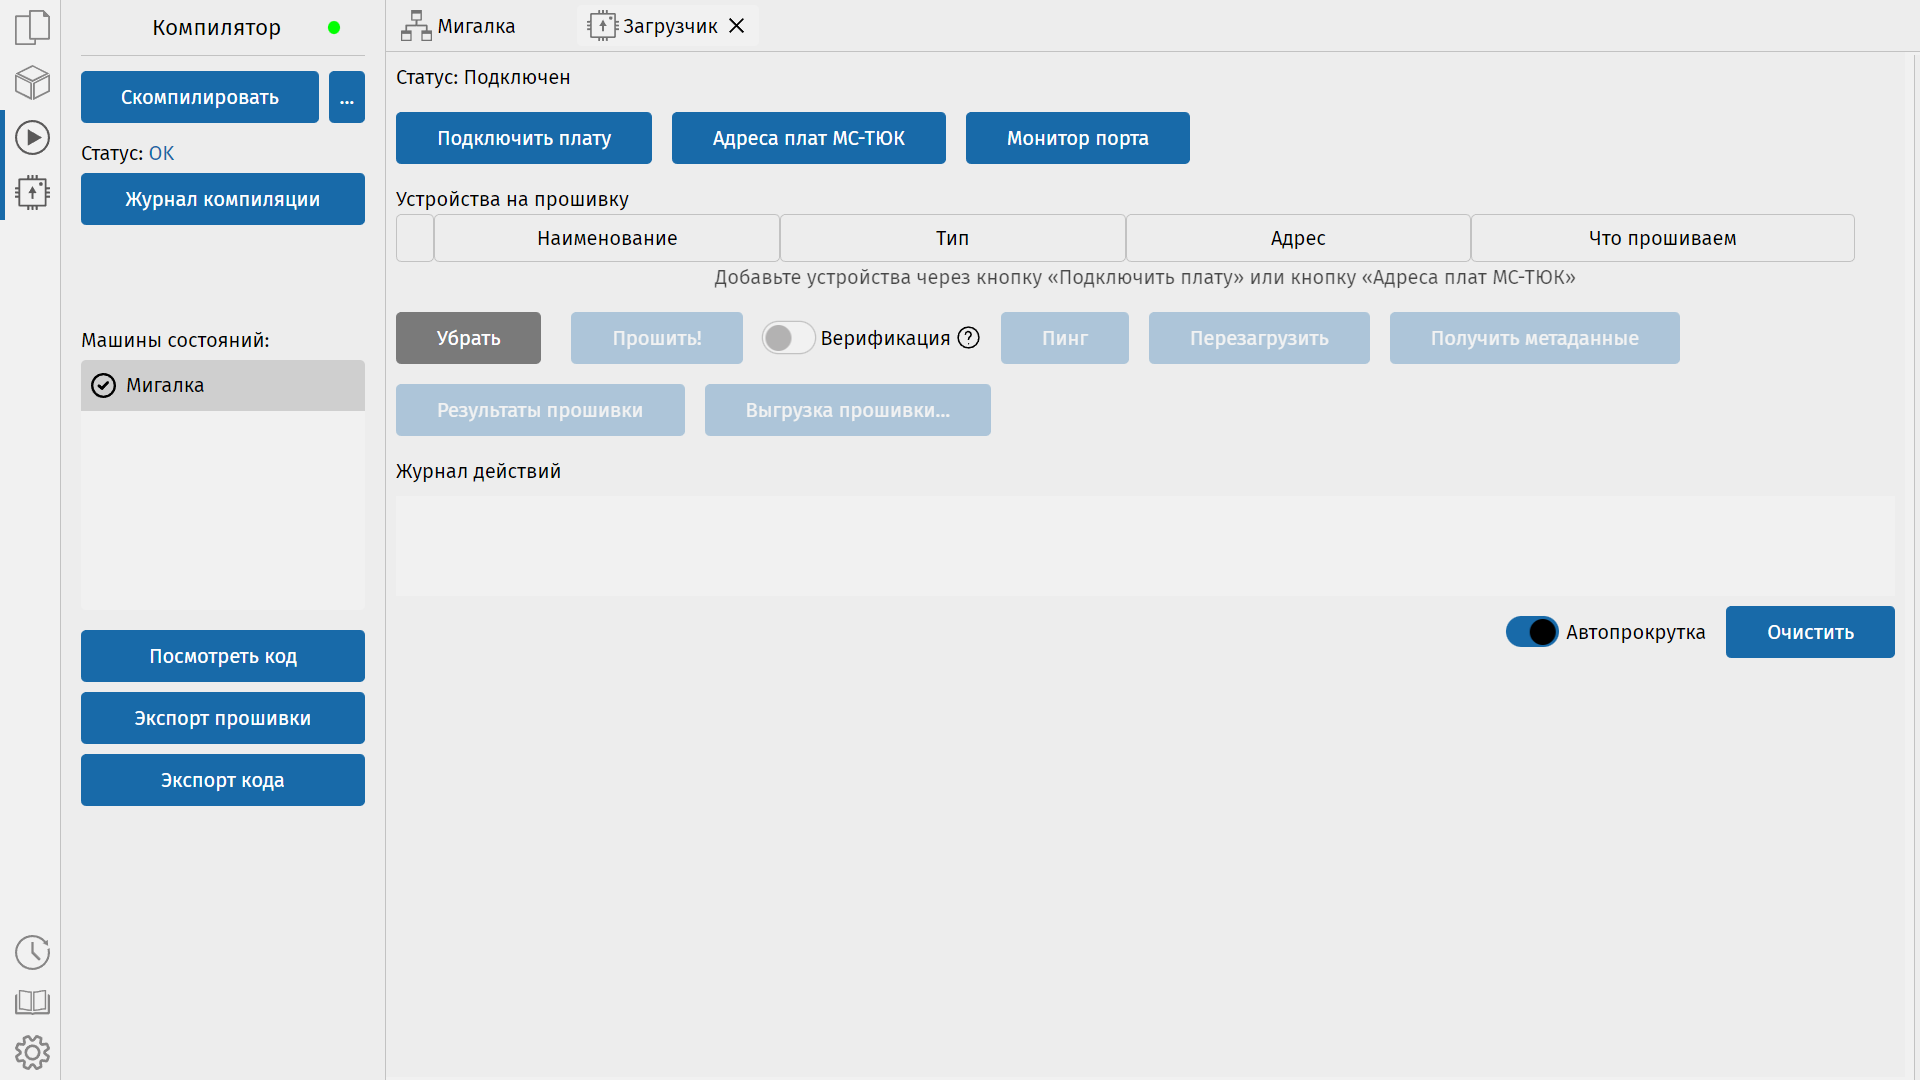 Компилятор
Скомпилировать
...
Статус: OK
Журнал компиляции
Машины состояний:
Мигалка
Посмотреть код
Экспорт прошивки
Экспорт кода
Мигалка
Загрузчик
Статус: Подключен
Подключить плату
Адреса плат МС-ТЮК
Монитор порта
Устройства на прошивку
Наименование
Тип
Адрес
Что прошиваем
Добавьте устройства через кнопку «Подключить плату» или кнопку «Адреса плат МС-ТЮК»
Убрать
Прошить!
Верификация
?
Пинг
Перезагрузить
Получить метаданные
Результаты прошивки
Выгрузка прошивки...
Журнал действий
Автопрокрутка
Очистить